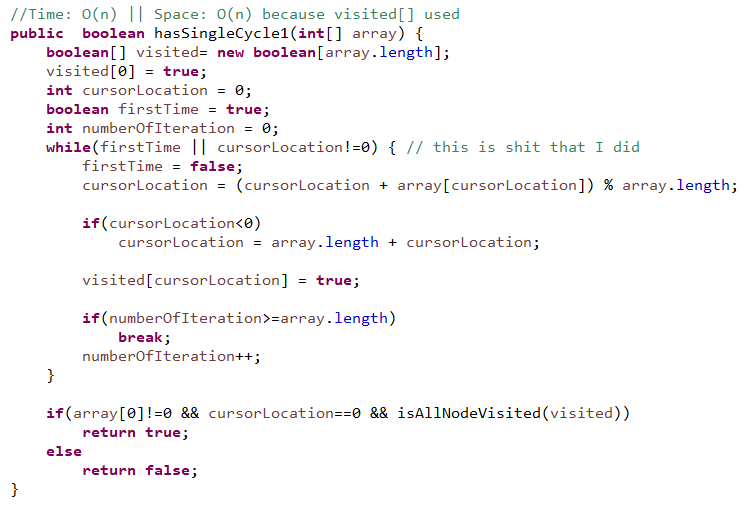 //Time: O(n) || Space: O(n) because visited[] used
public  boolean hasSingleCycle1(int[] array) {
    boolean[] visited= new boolean[array.length];
    visited[0] = true;
    int cursorLocation = 0;
    boolean firstTime = true;
    int numberOfIteration = 0;
    while(firstTime || cursorLocation!=0) { // this is shit that I did
        firstTime = false;
        cursorLocation = (cursorLocation + array[cursorLocation]) % array.length;

        if(cursorLocation<0)
            cursorLocation = array.length + cursorLocation;

        visited[cursorLocation] = true;

        if(numberOfIteration>=array.length)
            break;
        numberOfIteration++;
    }

    if(array[0]!=0 && cursorLocation==0 && isAllNodeVisited(visited))
        return true;
    else
        return false;
}